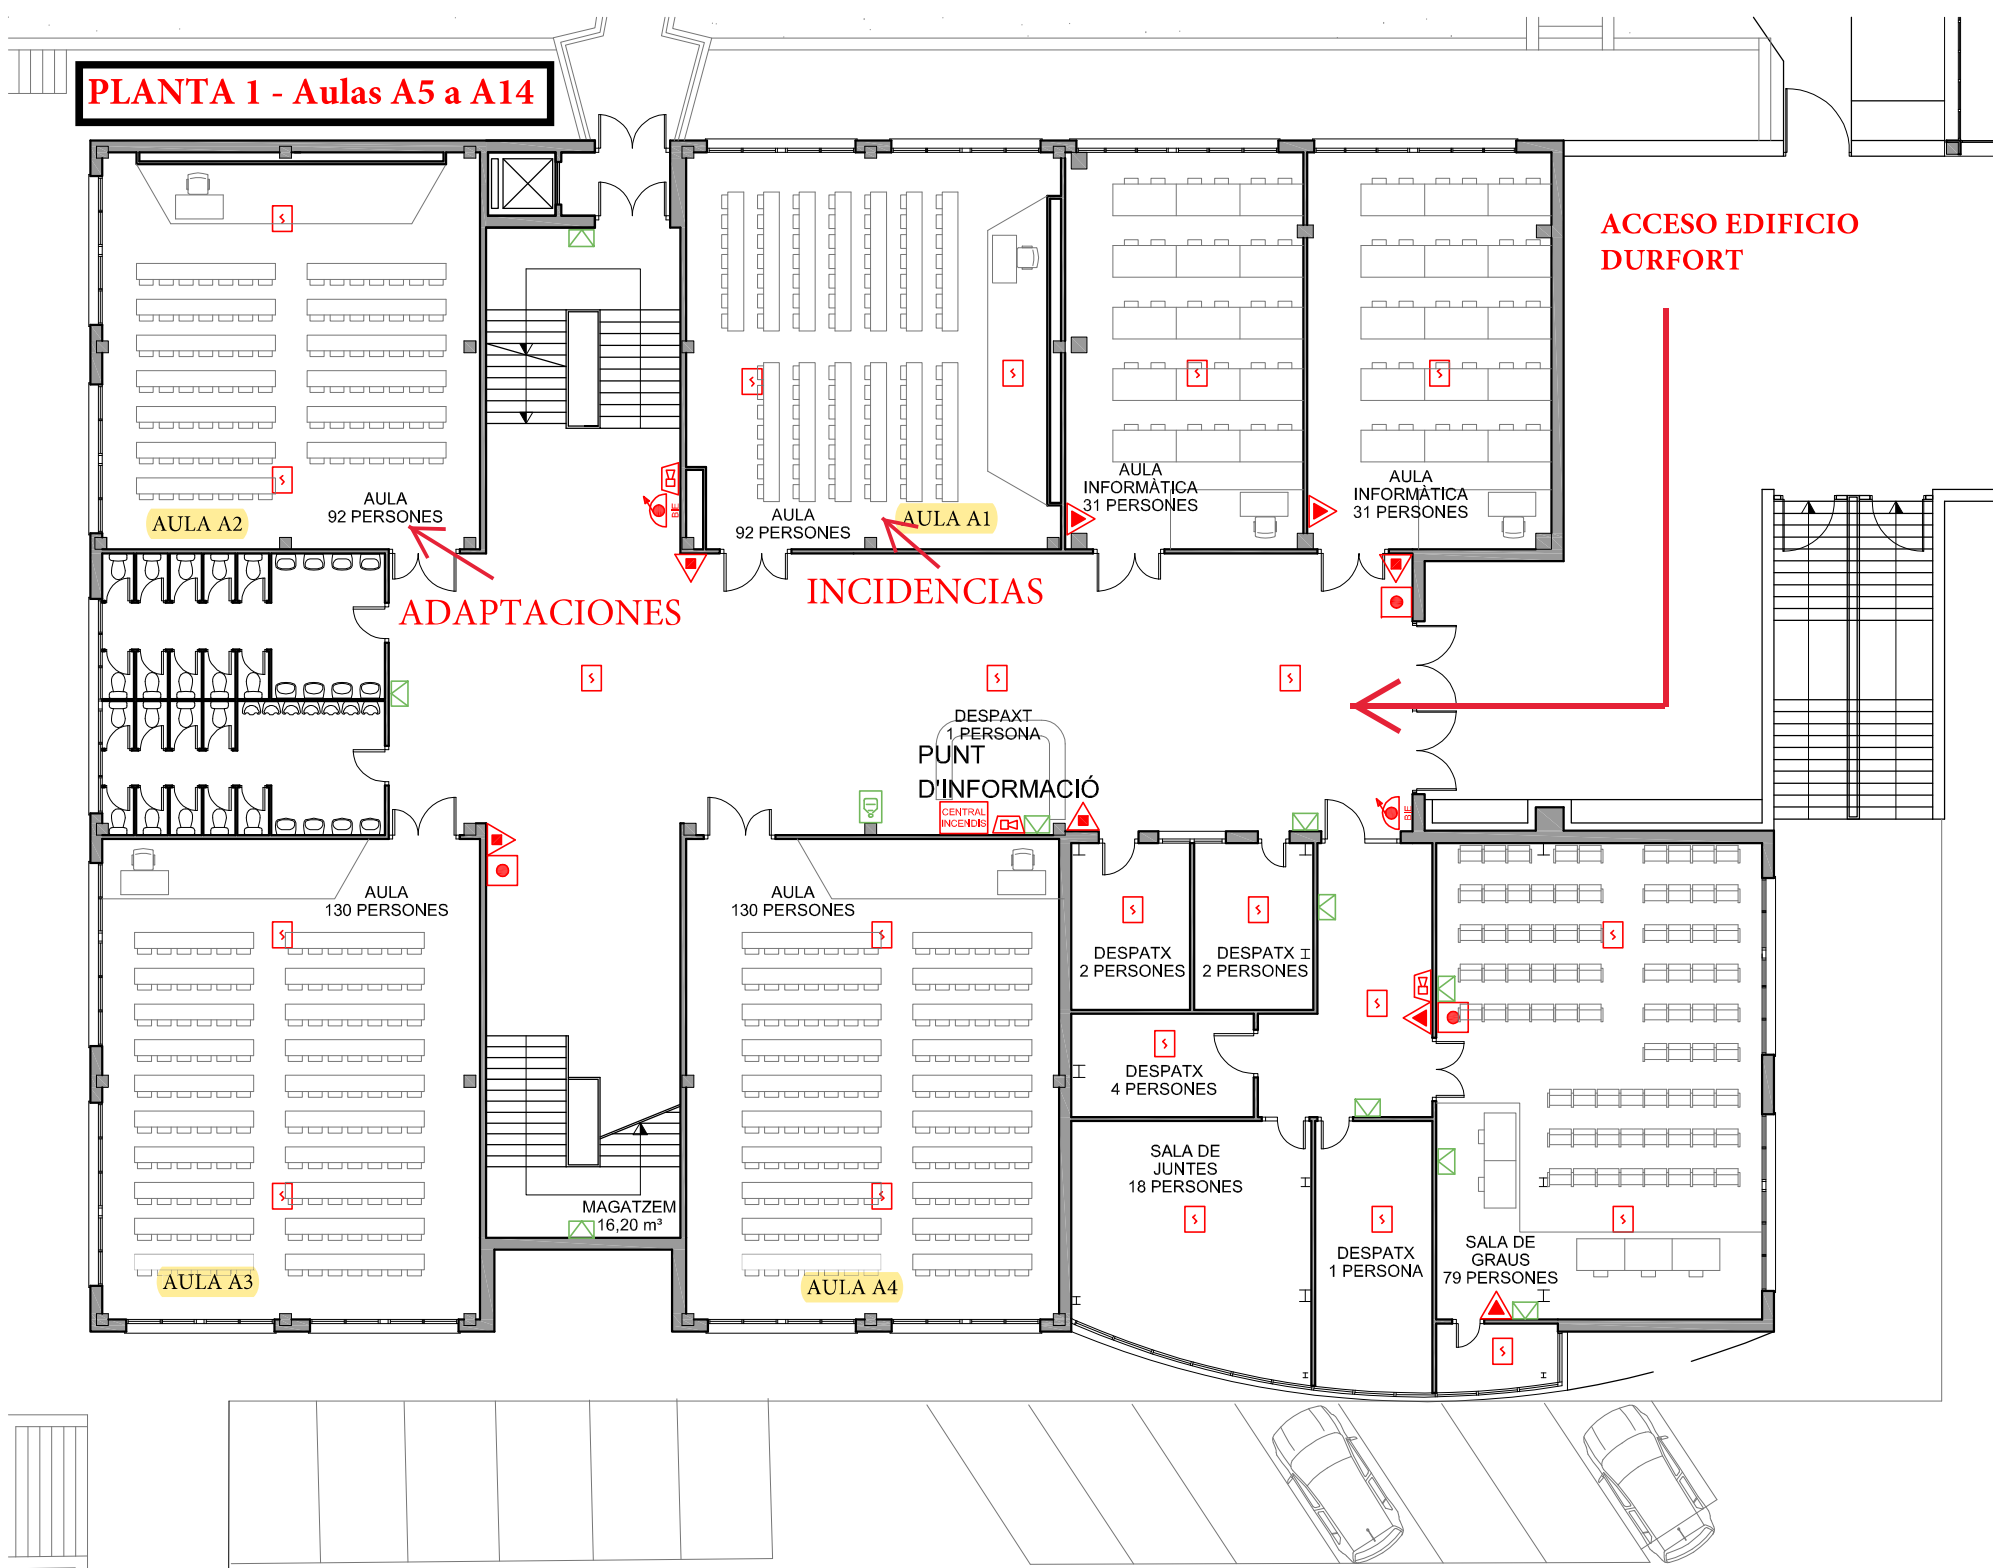 PLANTA 1 - Aulas A5 a A14
ACCESO EDIFICIO
DURFORT
AULA
92 PERSONES
AULA A2
AULA
92 PERSONES
AULA A1
AULA
INFORMÀTICA
31 PERSONES
AULA
INFORMÀTICA
31 PERSONES
BIE
ADAPTACIONES
INCIDENCIAS
DESPAXT
1 PERSONA
PUNT
D'INFORMACIÓ
CENTRAL
INCENDIS
BIE
AULA
130 PERSONES
AULA
130 PERSONES
DESPATX
2 PERSONES
DESPATX
2 PERSONES
DESPATX
4 PERSONES
SALA DE
JUNTES
18 PERSONES
MAGATZEM
16,20 m³
DESPATX
1 PERSONA
SALA DE
GRAUS
79 PERSONES
AULA A3
AULA A4